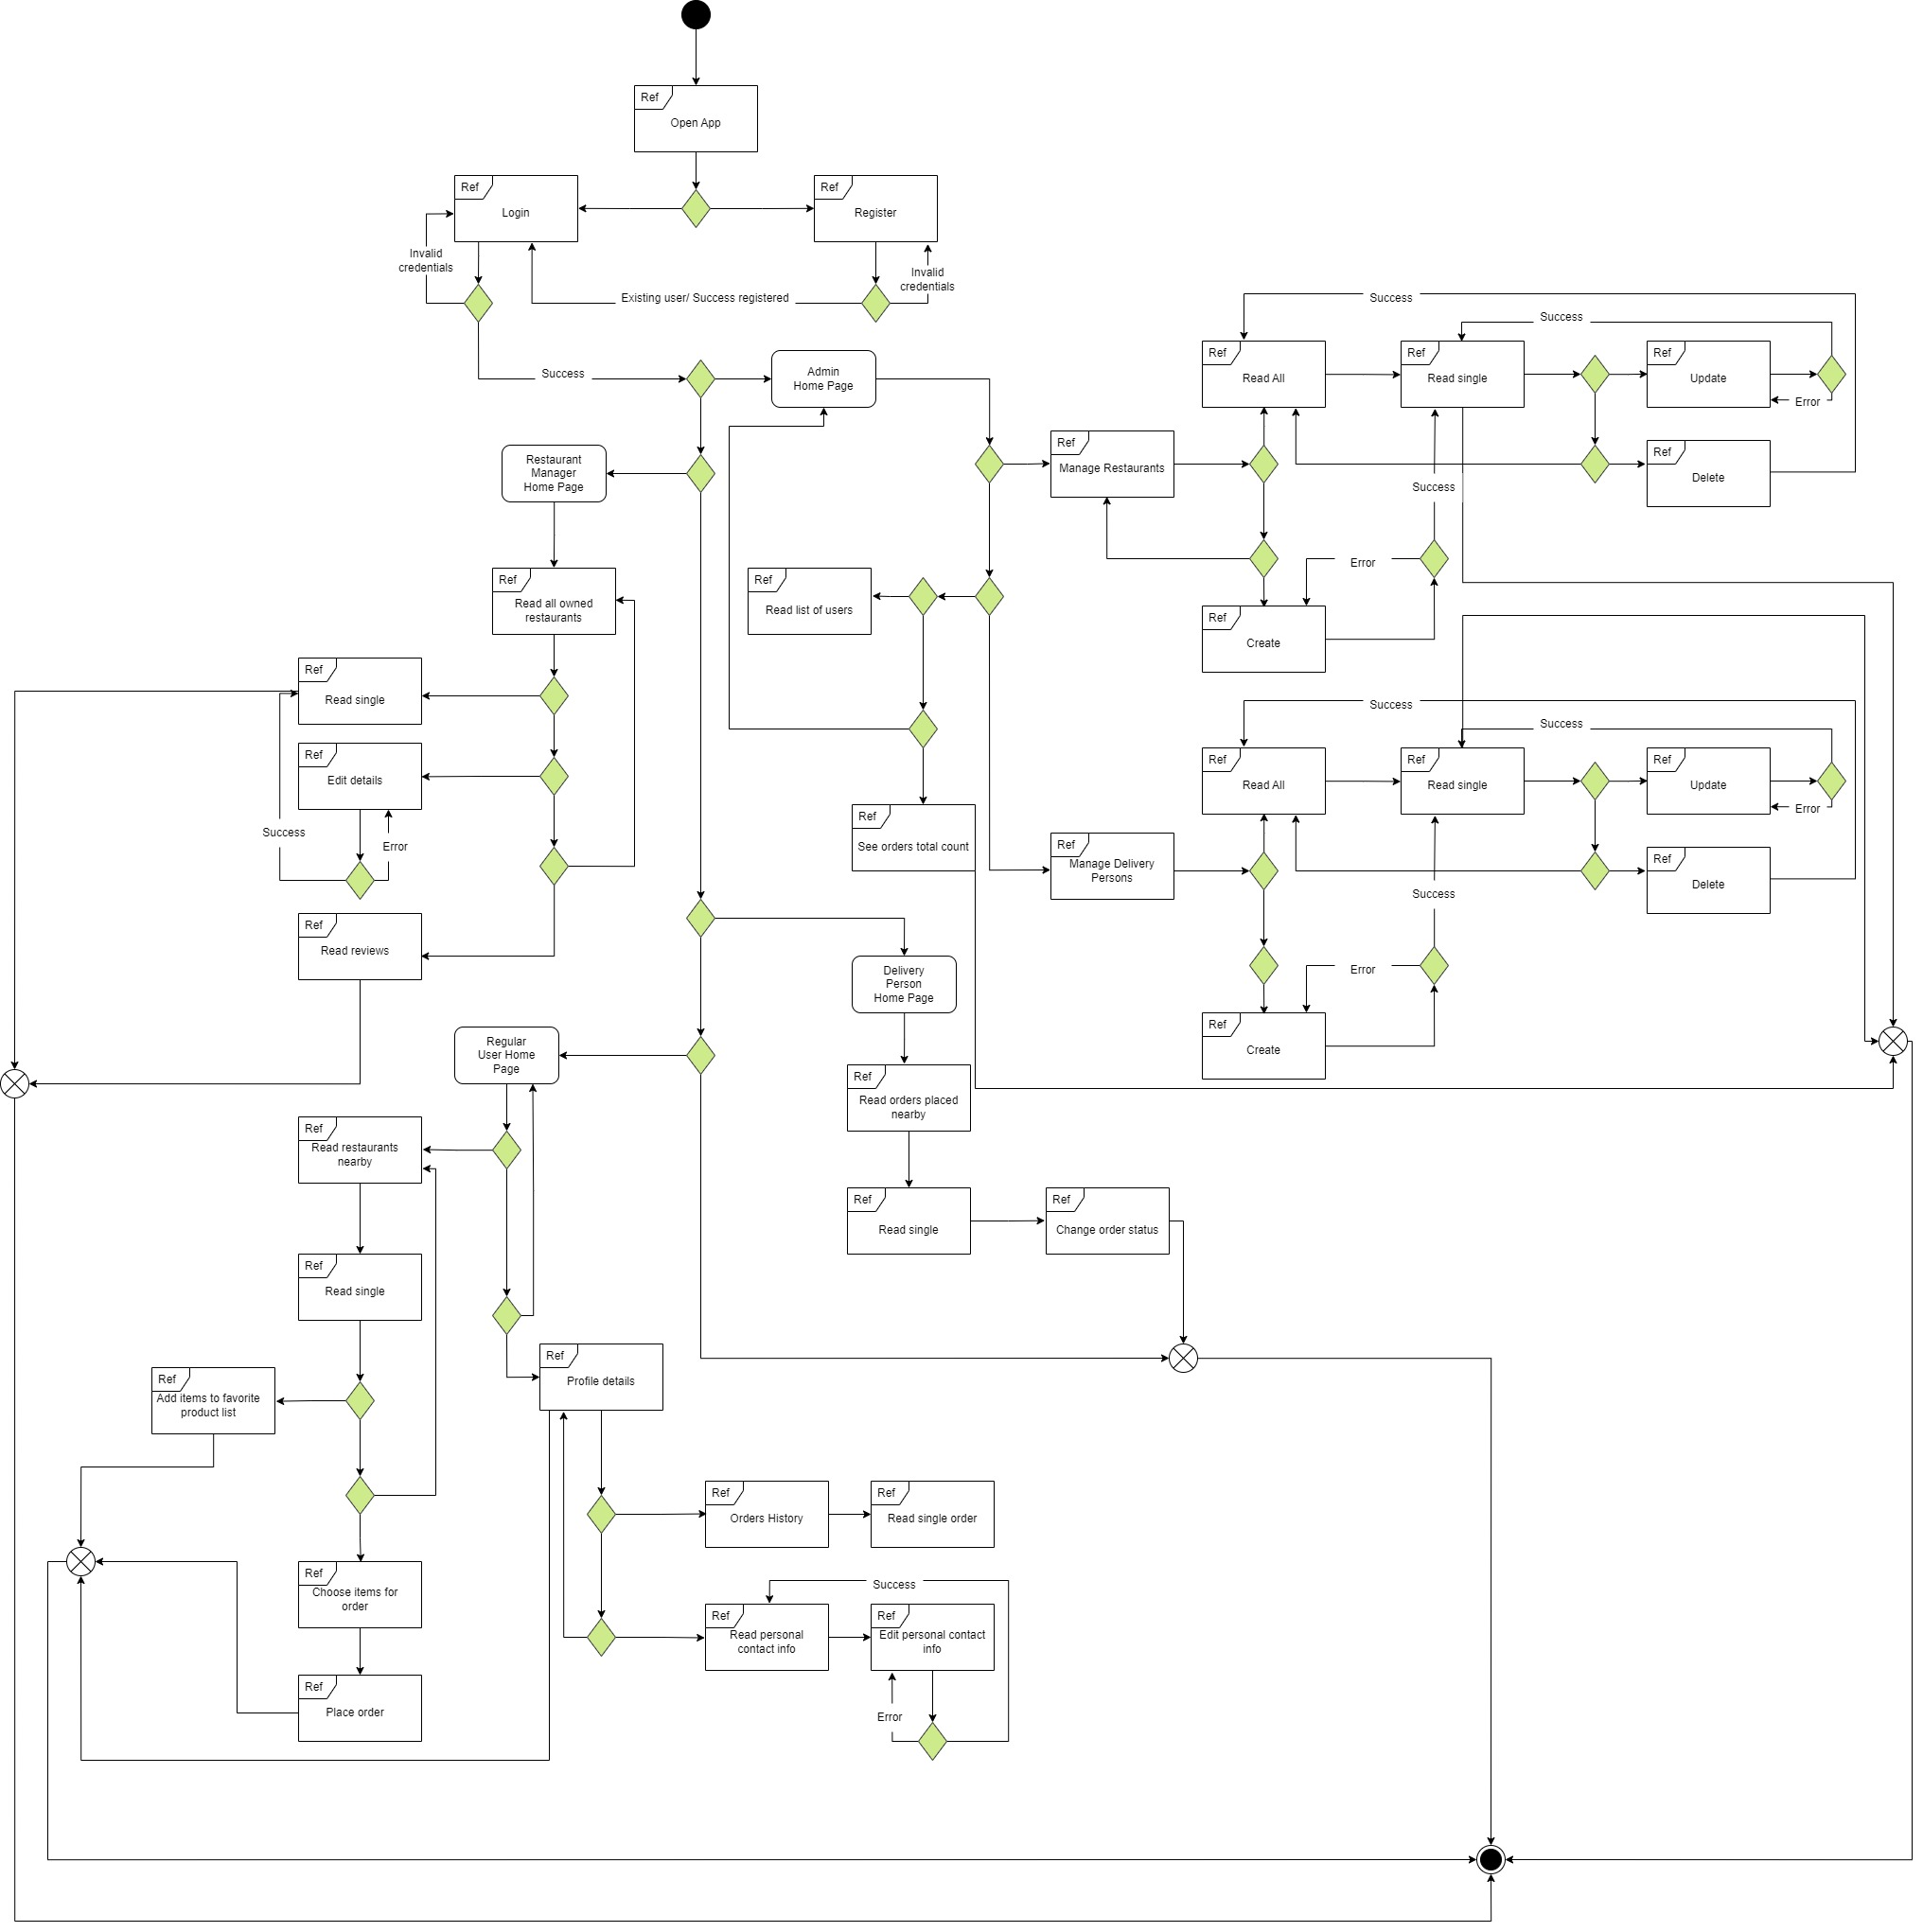 Ref
Open App
Ref
Login
Ref
Register
Invalid
credentials
Invalid
credentials
Existing user/ Success registered
Success
Success
Success
Admin
Home Page
Ref
Read All
Ref
Read single
Ref
Update
Error
Restaurant
Manager
Home Page
Ref
Manage Restaurants
Ref
Delete
Success
Error
Ref
Read all owned
restaurants
Ref
Read list of users
Ref
Create
Ref
Read single
Success
Success
Ref
Edit details
Ref
Read All
Ref
Read single
Ref
Update
Error
Success
Error
Ref
See orders total count
Ref
Manage Delivery
Persons
Ref
Delete
Success
Ref
Read reviews
Error
Delivery
Person
Home Page
Ref
Create
Regular
User Home
Page
Ref
Read orders placed
nearby
Ref
Read restaurants
nearby
Ref
Read single
Ref
Change order status
Ref
Read single
Ref
Profile details
Ref
Add items to favorite
product list
Ref
Orders History
Ref
Read single order
Ref
Choose items for
order
Success
Ref
Read personal
contact info
Ref
Edit personal contact
info
Ref
Place order
Error